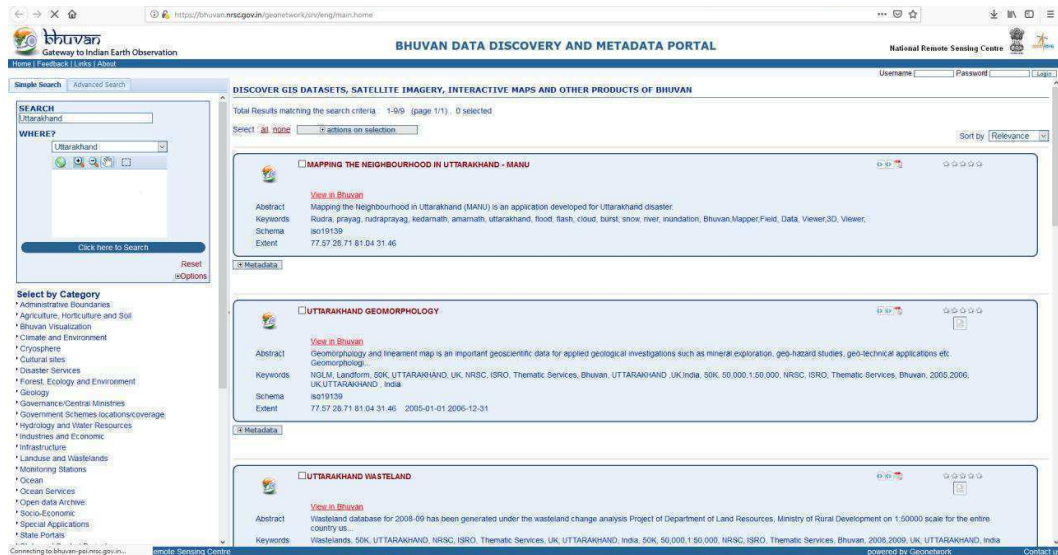 https://bhuvan.nrsc.gov.in/geonetwork/srv/eng/main.home
bhuvan
Gateway to Indian Earth Observation
BHUVAN DATA DISCOVERY AND METADATA PORTAL
National Remote Sensing Centre
Home | Feedback | Links | About
Username Password Login
Simple Search Advanced Search
SEARCH
Uttarakhand
WHERE?
Uttarakhand
Click here to Search
Reset
Options
Select by Category
Administrative Boundaries
Agriculture, Horticulture and Soil
Bhuvan Visualization
Climate and Environment
Cryosphere
Cultural sites
Disaster Services
Forest, Ecology and Environment
Geology
Governance/Central Ministries
Government Schemes locations/coverage
Hydrology and Water Resources
Industries and Economic
Infrastructure
Landuse and Wastelands
Monitoring Stations
Ocean
Ocean Services
Open data Archive
Socio-Economic
Special Applications
State Portals
DISCOVER GIS DATASETS, SATELLITE IMAGERY, INTERACTIVE MAPS AND OTHER PRODUCTS OF BHUVAN
Total Results matching the search criteria : 1-9/9 (page 1/1) , 0 selected
Select all none actions on selection
Sort by Relevance
MAPPING THE NEIGHBOURHOOD IN UTTARAKHAND - MANU
View in Bhuvan
Abstract Mapping the Neighbourhood in Uttarakhand (MANU) is an application developed for Uttarakhand disaster.
Keywords Rudra, prayag, rudraprayag, kedarnath, amarnath, uttarakhand, flood, flash, cloud, burst, snow, river, inundation, Bhuvan,Mapper,Field, Data, Viewer,3D, Viewer,
Schema iso19139
Extent 77.57 28.71 81.04 31.46
Metadata
UTTARAKHAND GEOMORPHOLOGY
View in Bhuvan
Abstract Geomorphology and lineament map is an important geoscientific data for applied geological investigations such as mineral exploration, geo-hazard studies, geo-technical applications etc.
Geomorphologi...
Keywords NGLM, Landform, 50K, UTTARAKHAND, UK, NRSC, ISRO, Thematic Services, Bhuvan, UTTARAKHAND ,UK,India, 50K, 50,000,1:50,000, NRSC, ISRO, Thematic Services, Bhuvan, 2005,2006,
UK,UTTARAKHAND , India
Schema iso19139
Extent 77.57 28.71 81.04 31.46 2005-01-01 2006-12-31
Metadata
UTTARAKHAND WASTELAND
View in Bhuvan
Abstract Wasteland database for 2008-09 has been generated under the wasteland change analysis Project of Department of Land Resources, Ministry of Rural Development on 1:50000 scale for the entire
country us...
Keywords Wastelands, 50K, UTTARAKHAND, NRSC, ISRO, Thematic Services, UK, UTTARAKHAND, India, 50K, 50,000,1:50,000, NRSC, ISRO, Thematic Services, Bhuvan, 2008,2009, UK, UTTARAKHAND, India
Connecting to bhuvan-poi.nrsc.gov.in... emote Sensing Centre powered by Geonetwork Contact u